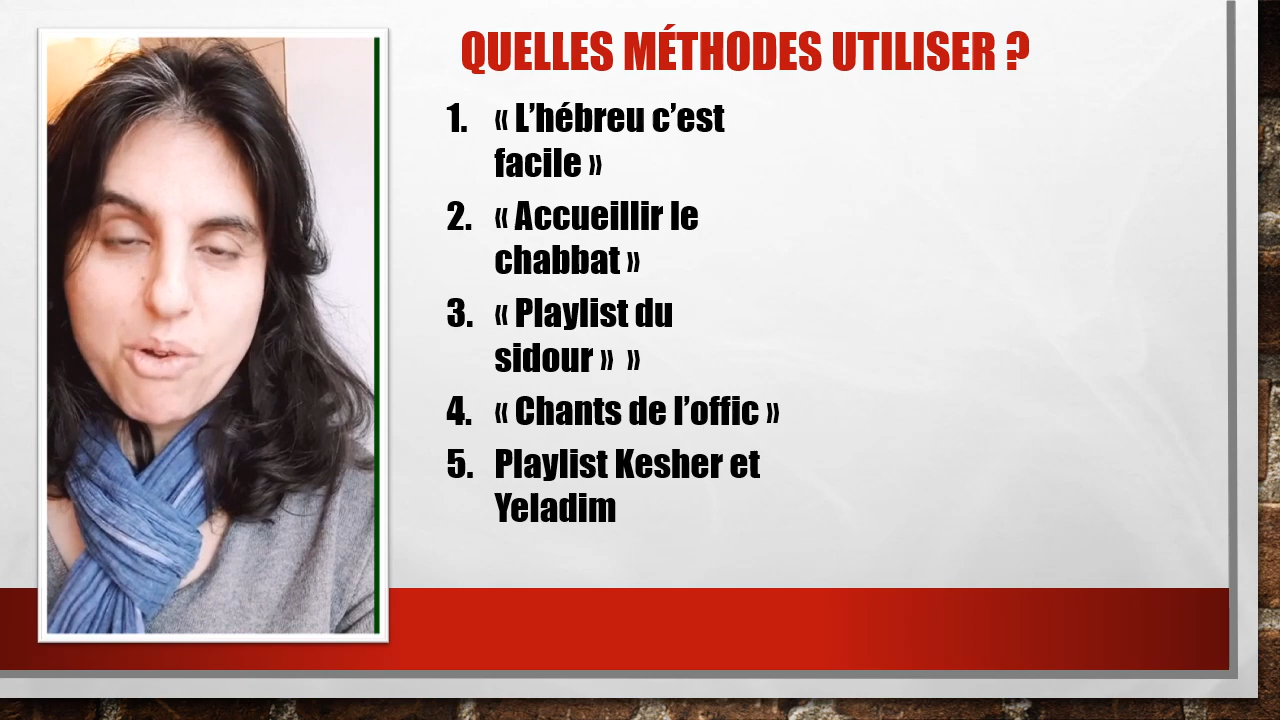 QUELLES MÉTHODES UTILISER ?
1. « L’hébreu c’est
facile »
2. « Accueillir le
chabbat »
3. « Playlist du
sidour »  »
4. « Chants de l’offic »
5. Playlist Kesher et
Yeladim